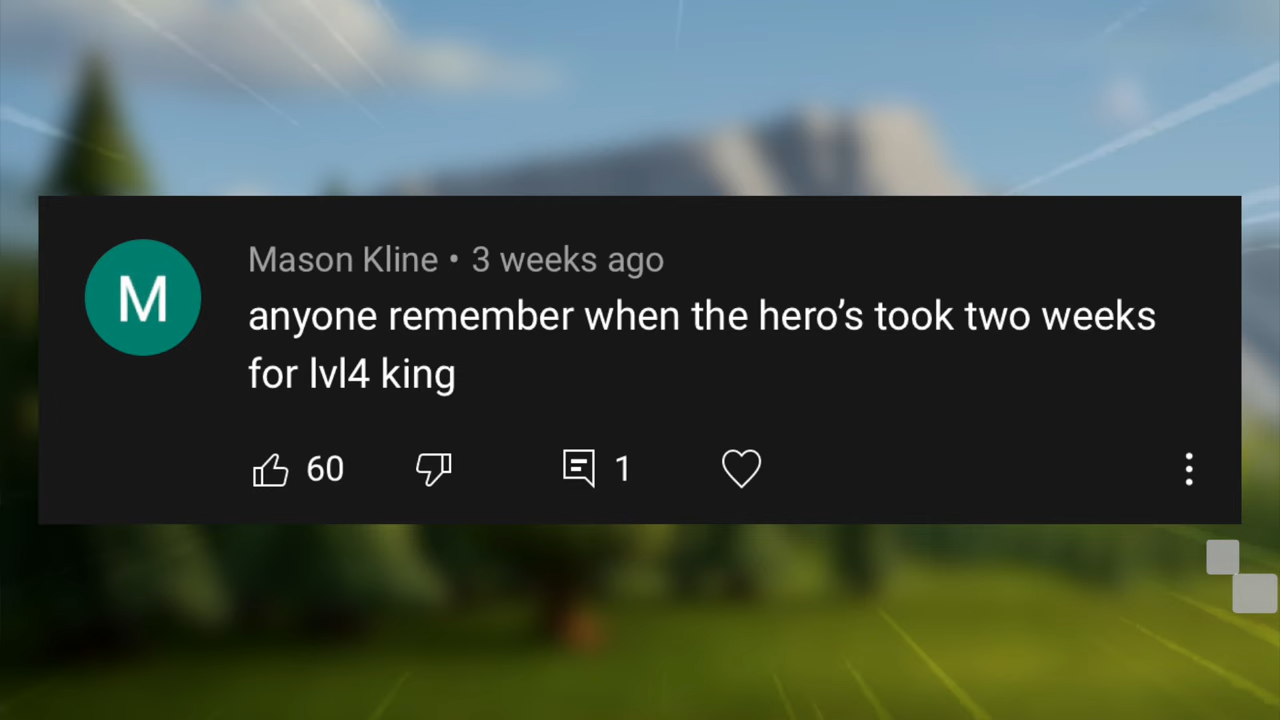 M
Mason Kline • 3 weeks ago
anyone remember when the hero’s took two weeks
for lvl4 king
60 1